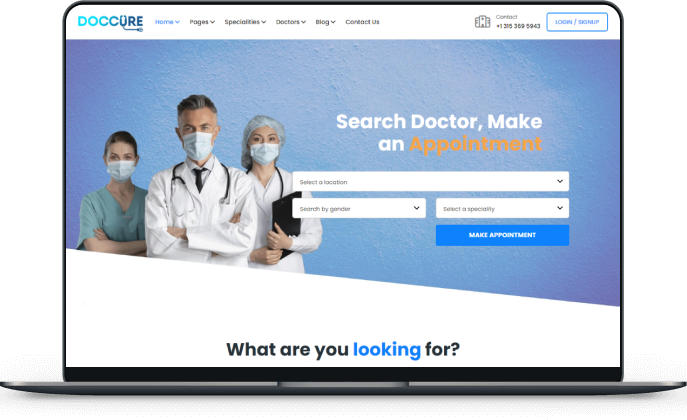 DOCCURE
Home Pages Specialities Doctors Blog Contact Us
Contact
+1 315 369 5943
LOGIN / SIGNUP
Search Doctor, Make
an Appointment
Select a location
Search by gender
Select a speciality
MAKE APPOINTMENT
What are you looking for?